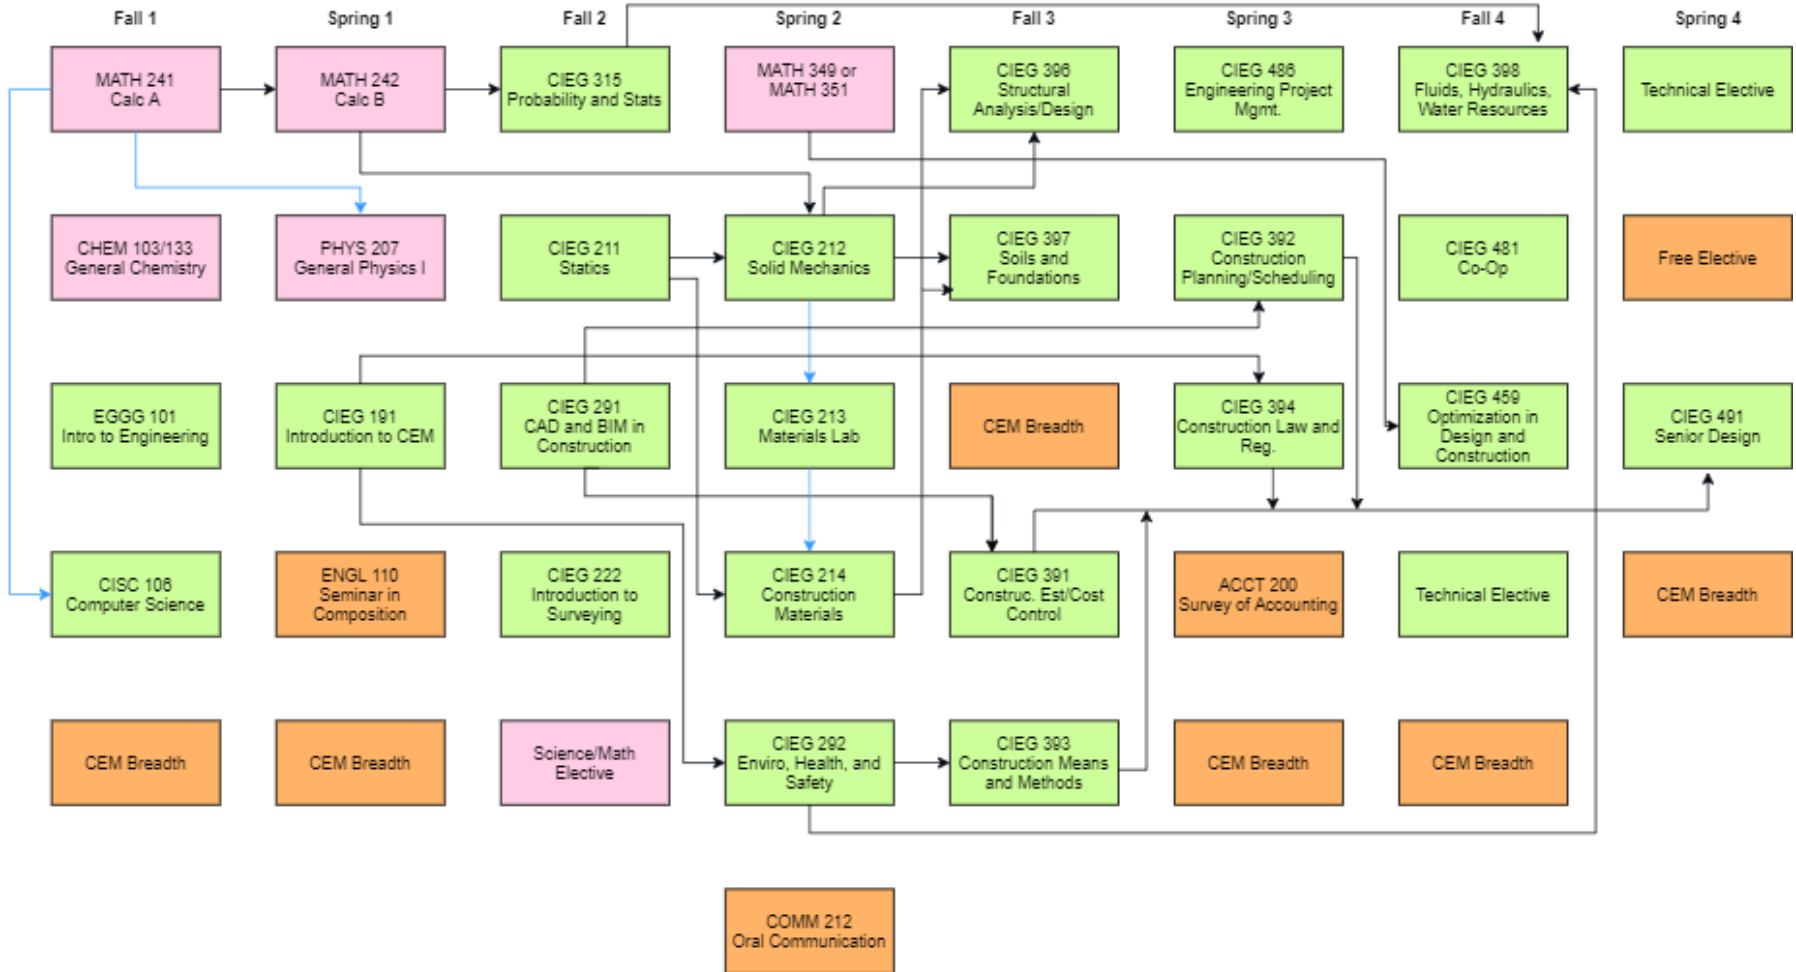 Fall 1
Spring 1
Fall 2
Spring 2
Fall 3
Spring 3
Fall 4
Spring 4
MATH 241
Calc A
MATH 242
Calc B
CIEG 315
Probability and Stats
MATH 349 or
MATH 351
CIEG 396
Structural
Analysis/Design
CIEG 486
Engineering Project
Mgmt.
CIEG 398
Fluids, Hydraulics,
Water Resources
Technical Elective
CHEM 103/133
General Chemistry
PHYS 207
General Physics I
CIEG 211
Statics
CIEG 212
Solid Mechanics
CIEG 397
Soils and
Foundations
CIEG 392
Construction
Planning/Scheduling
CIEG 481
Co-Op
Free Elective
EGGG 101
Intro to Engineering
CIEG 191
Introduction to CEM
CIEG 291
CAD and BIM in
Construction
CIEG 213
Materials Lab
CEM Breadth
CIEG 394
Construction Law and
Reg.
CIEG 459
Optimization in
Design and
Construction
CIEG 491
Senior Design
CISC 106
Computer Science
ENGL 110
Seminar in
Composition
CIEG 222
Introduction to
Surveying
CIEG 214
Construction
Materials
CIEG 391
Construc. Est/Cost
Control
ACCT 200
Survey of Accounting
Technical Elective
CEM Breadth
CEM Breadth
CEM Breadth
Science/Math
Elective
CIEG 292
Enviro, Health, and
Safety
CIEG 393
Construction Means
and Methods
CEM Breadth
CEM Breadth
COMM 212
Oral Communication